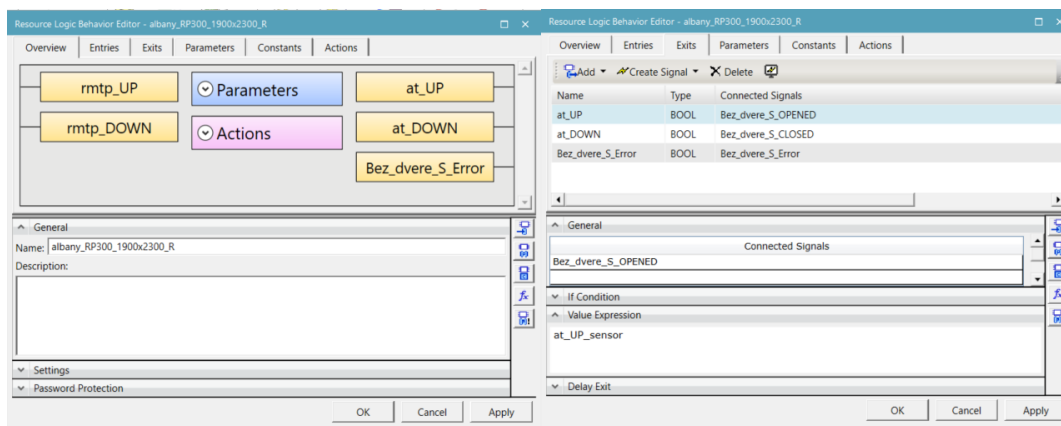 Resource Logic Behavior Editor - albany_RP300_1900x2300_R
Overview Entries Exits Parameters Constants Actions
rmtp_UP Parameters at_UP
rmtp_DOWN Actions at_DOWN
Bez_dvere_S_Error
General
Name: albany_RP300_1900x2300_R
Description:
Settings
Password Protection
OK Cancel Apply
Resource Logic Behavior Editor - albany_RP300_1900x2300_R
Overview Entries Exits Parameters Constants Actions
Add Create Signal Delete
Name Type Connected Signals
at_UP BOOL Bez_dvere_S_OPENED
at_DOWN BOOL Bez_dvere_S_CLOSED
Bez_dvere_S_Error BOOL Bez_dvere_S_Error
General
Connected Signals
Bez_dvere_S_OPENED
If Condition
Value Expression
at_UP_sensor
Delay Exit
OK Cancel Apply